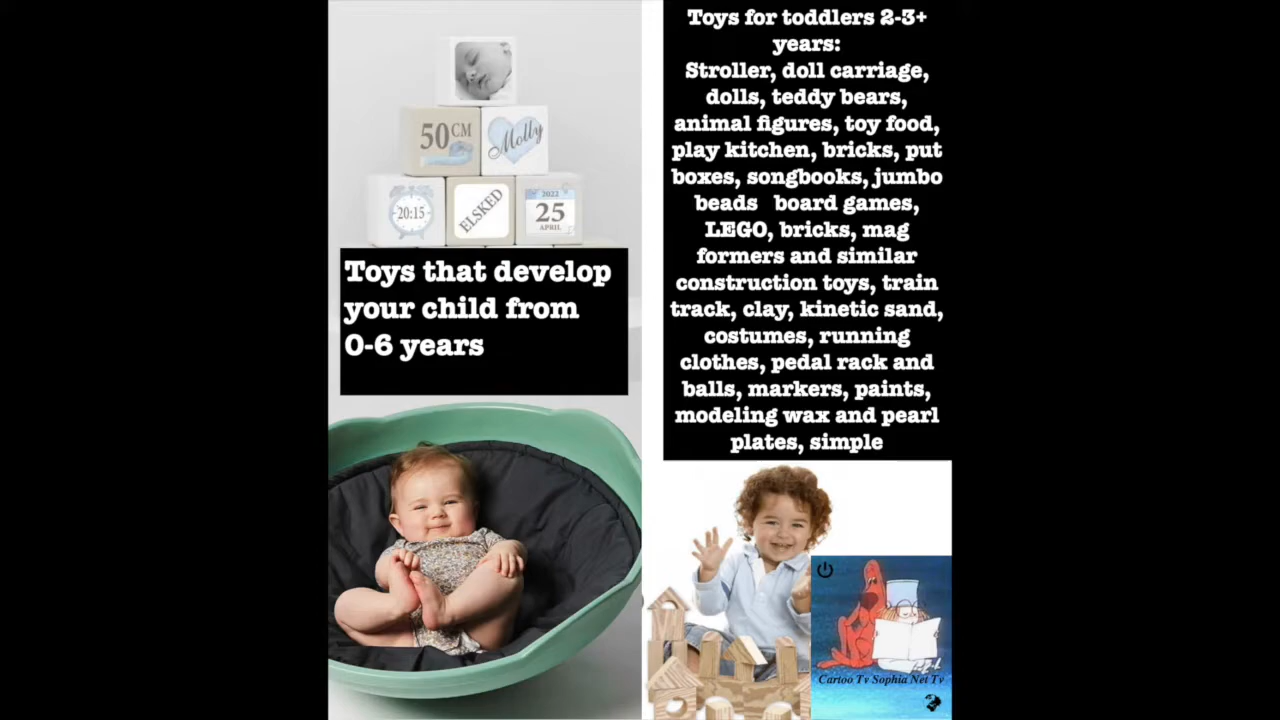 50 CM
Molly
20:15
ELSKED
2022
25
APRIL
Toys that develop
your child from
0-6 years
Toys for toddlers 2-3+
years:
Stroller, doll carriage,
dolls, teddy bears,
animal figures, toy food,
play kitchen, bricks, put
boxes, songbooks, jumbo
beads board games,
LEGO, bricks, mag
formers and similar
construction toys, train
track, clay, kinetic sand,
costumes, running
clothes, pedal rack and
balls, markers, paints,
modeling wax and pearl
plates, simple
Cartoo Tv Sophia Net Tv